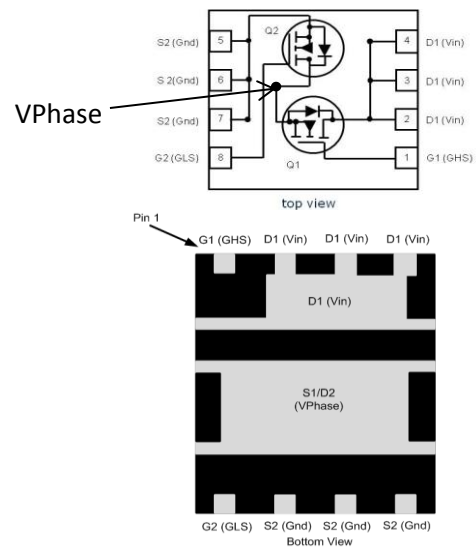 S2 (Gnd) 5 Q2 4 D1 (Vin)
S 2(Gnd) 6 3 D1 (Vin)
VPhase
S2 (Gnd) 7 2 D1 (Vin)
G2 (GLS) 8 Q1 1 G1 (GHS)
top view
Pin 1
G1 (GHS) D1 (Vin) D1 (Vin) D1 (Vin)
D1 (Vin)
S1/D2
(VPhase)
G2 (GLS) S2 (Gnd) S2 (Gnd) S2 (Gnd)
Bottom View